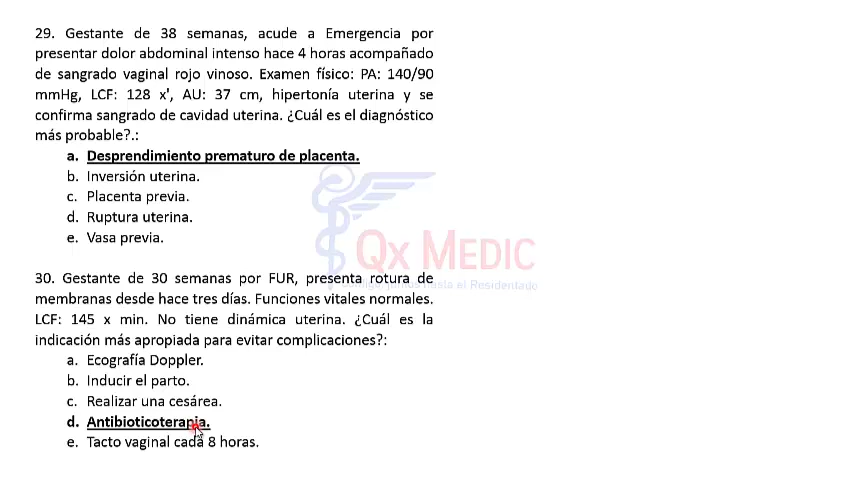 29. Gestante de 38 semanas, acude a Emergencia por
presentar dolor abdominal intenso hace 4 horas acompañado
de sangrado vaginal rojo vinoso. Examen físico: PA: 140/90
mmHg, LCF: 128 x', AU: 37 cm, hipertonía uterina y se
confirma sangrado de cavidad uterina. ¿Cuál es el diagnóstico
más probable?.:
a. Desprendimiento prematuro de placenta.
b. Inversión uterina.
c. Placenta previa.
d. Ruptura uterina.
e. Vasa previa.
Qx MEDIC
juntos hasta el Residentado
30. Gestante de 30 semanas por FUR, presenta rotura de
membranas desde hace tres días. Funciones vitales normales.
LCF: 145 x min. No tiene dinámica uterina. ¿Cuál es la
indicación más apropiada para evitar complicaciones?:
a. Ecografía Doppler.
b. Inducir el parto.
c. Realizar una cesárea.
d. Antibioticoterapia.
e. Tacto vaginal cada 8 horas.